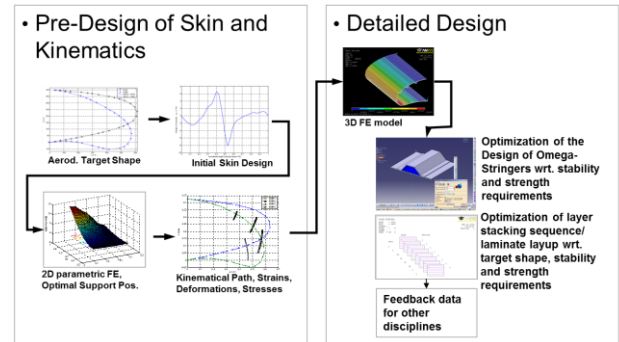 • Pre-Design of Skin and
Kinematics
Aerod. Target Shape
Initial Skin Design
2D parametric FE,
Optimal Support Pos.
Kinematical Path, Strains,
Deformations, Stresses
• Detailed Design
3D FE model
Optimization of the
Design of Omega-
Stringers wrt. stability
and strength
requirements
Optimization of layer
stacking sequence/
laminate layup wrt.
target shape, stability
and strength
requirements
Feedback data
for other
disciplines